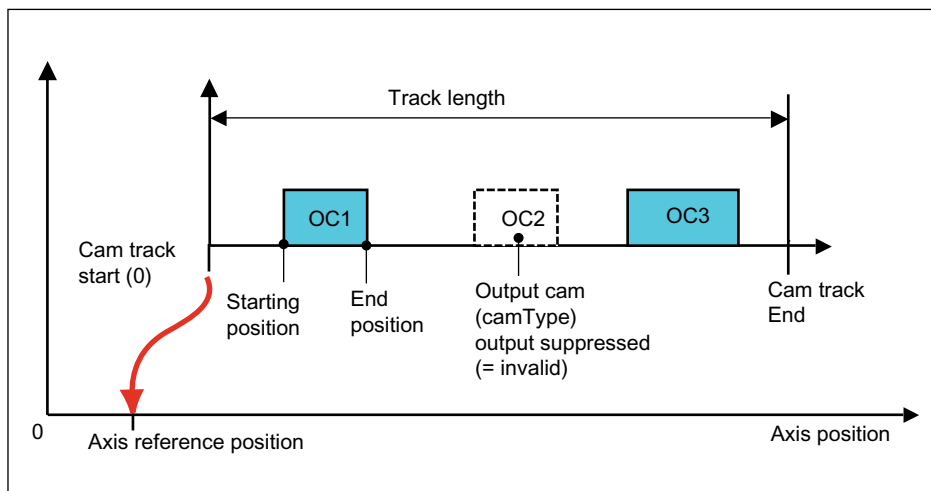 Track length
OC1
OC2
OC3
Cam track
start (0)
Starting
position
End
position
Output cam
(camType)
output suppressed
(= invalid)
Cam track
End
0
Axis reference position
Axis position